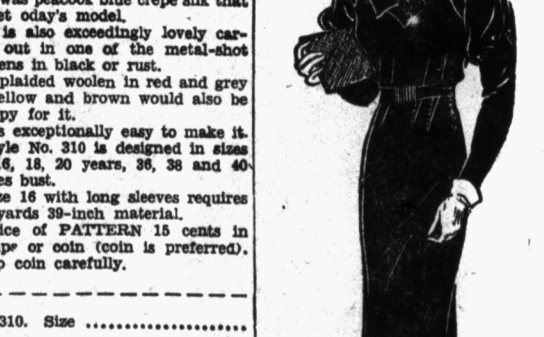 was peacock blue crepe silk that
et oday's model.
is also exceedingly lovely car-
out in one of the metal-shot
ens in black or rust.
plaided woolen in red and grey
ellow and brown would also be
py for it.
s exceptionally easy to make it.
yle No. 310 is designed in sizes
16, 18, 20 years, 36, 38 and 40-
es bust.
ze 16 with long sleeves requires
yards 39-inch material.
ice of PATTERN 15 cents in
ps or coin (coin is preferred).
p coin carefully.
310. Size ......................